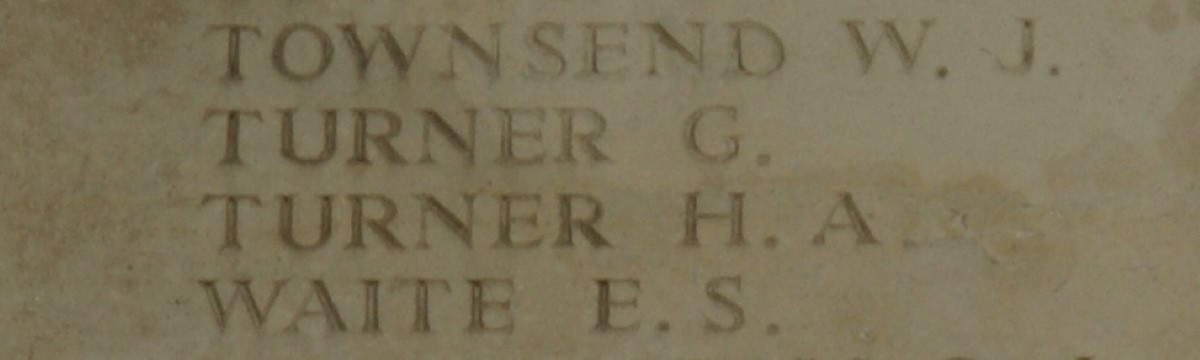 TOWNSEND W. J.
TURNER G.
TURNER H. A.
WAITE E. S.